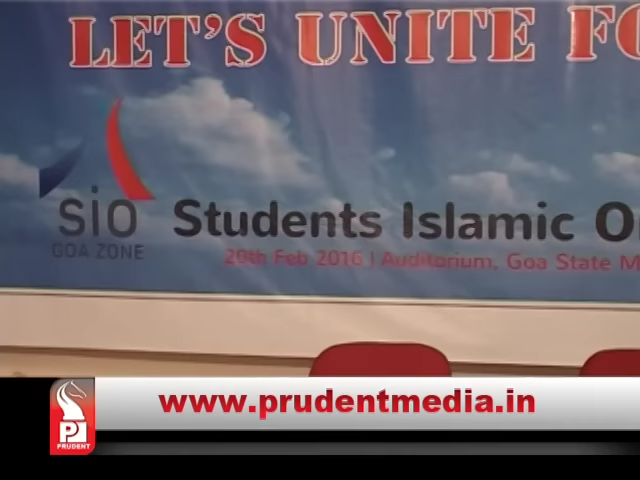 LET'S UNITE FO
SIO
GOA ZONE
Students Islamic O
20th Feb 2016 | Auditorium, Goa State M
www.prudentmedia.in
PRUDENT